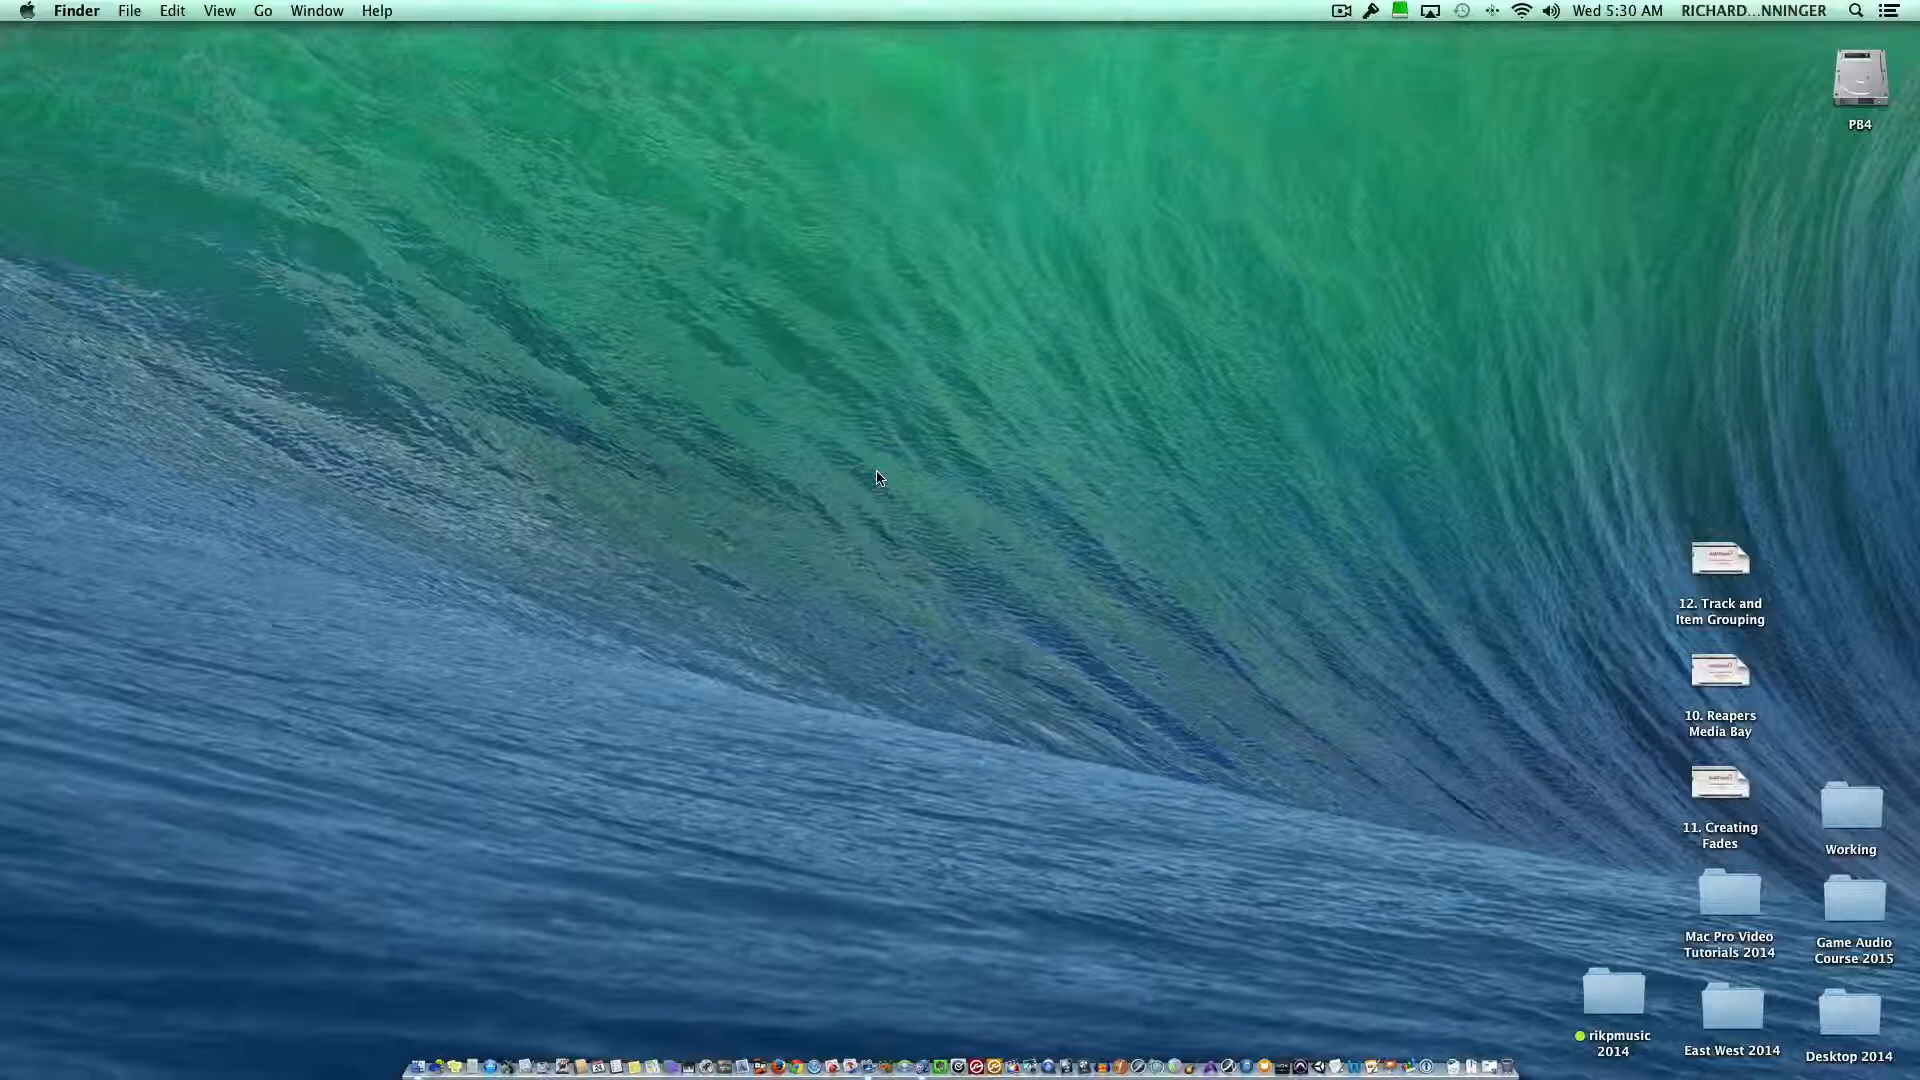 Finder File Edit View Go Window Help
Wed 5:30 AM RICHARD...NNINGER
PB4
12. Track and
Item Grouping
10. Reapers
Media Bay
11. Creating
Fades
Working
Mac Pro Video
Tutorials 2014
Game Audio
Course 2015
rikpmusic
2014
East West 2014
Desktop 2014